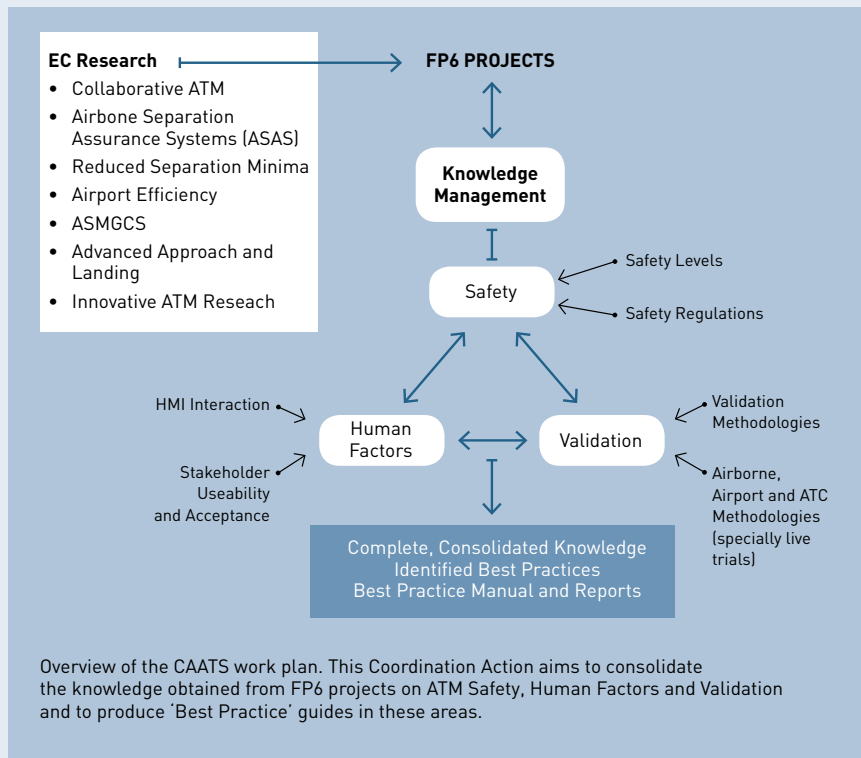 EC Research
• Collaborative ATM
• Airbone Separation
Assurance Systems (ASAS)
• Reduced Separation Minima
• Airport Efficiency
• ASMGCS
• Advanced Approach and
Landing
• Innovative ATM Reseach
FP6 PROJECTS
Knowledge
Management
Safety
Safety Levels
Safety Regulations
HMI Interaction
Stakeholder
Useability
and Acceptance
Human
Factors
Validation
Validation
Methodologies
Airborne,
Airport and ATC
Methodologies
(specially live
trials)
Complete, Consolidated Knowledge
Identified Best Practices
Best Practice Manual and Reports
Overview of the CAATS work plan. This Coordination Action aims to consolidate
the knowledge obtained from FP6 projects on ATM Safety, Human Factors and Validation
and to produce ‘Best Practice’ guides in these areas.